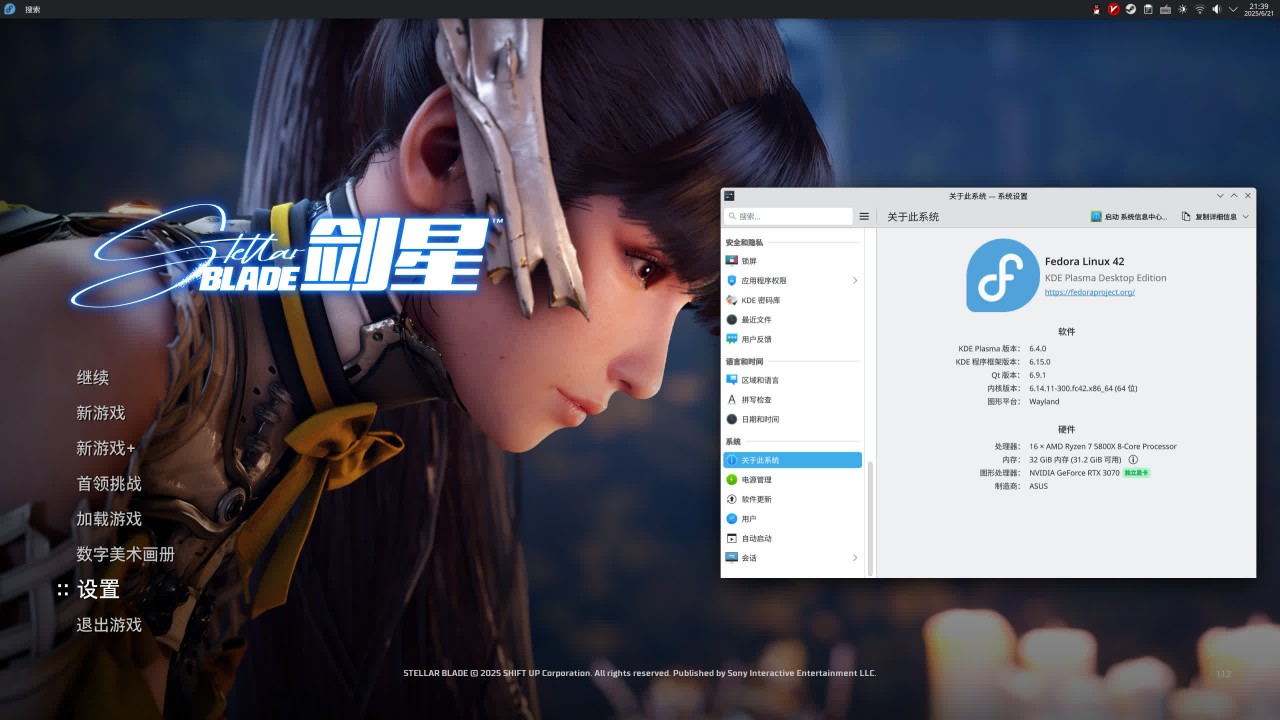 搜索
21:39
2025/6/21
Stellar
BLADE 剑星™
继续
新游戏
新游戏+
首领挑战
加载游戏
数字美术画册
:: 设置
退出游戏
STELLAR BLADE © 2025 SHIFT UP Corporation. All rights reserved. Published by Sony Interactive Entertainment LLC.
1.1.2
关于此系统 — 系统设置
搜索...
关于此系统
启动 系统信息中心...
复制详细信息
安全和隐私
锁屏
应用程序权限
KDE 密码库
最近文件
用户反馈
语言和时间
区域和语言
拼写检查
日期和时间
系统
关于此系统
电源管理
软件更新
用户
自动启动
会话
Fedora Linux 42
KDE Plasma Desktop Edition
https://fedoraproject.org/
软件
KDE Plasma 版本: 6.4.0
KDE 程序框架版本: 6.15.0
Qt 版本: 6.9.1
内核版本: 6.14.11-300.fc42.x86_64 (64 位)
图形平台: Wayland
硬件
处理器: 16 × AMD Ryzen 7 5800X 8-Core Processor
内存: 32 GiB 内存 (31.2 GiB 可用)
图形处理器: NVIDIA GeForce RTX 3070 独立显卡
制造商: ASUS